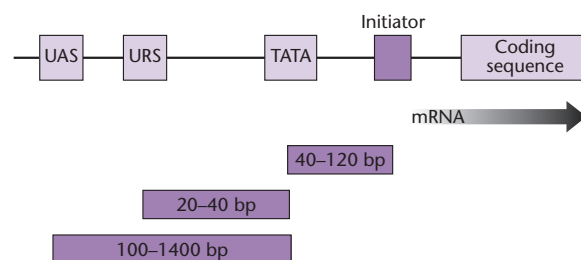 Initiator
UAS
URS
TATA
Coding
sequence
mRNA
40–120 bp
20–40 bp
100–1400 bp